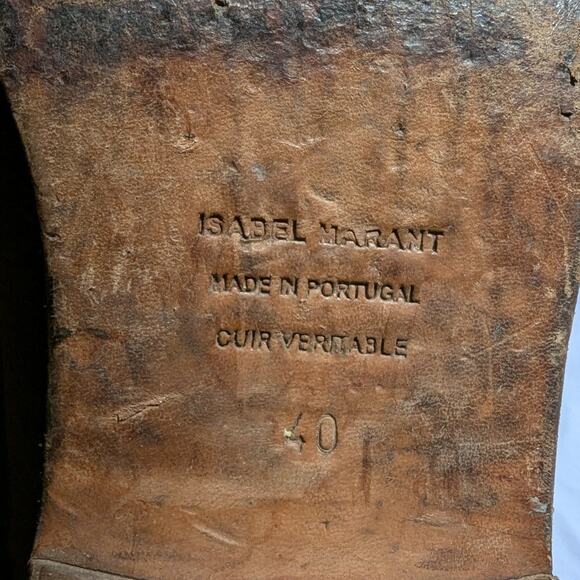 ISABEL MARANT
MADE IN PORTUGAL
CUIR VERITABLE
40